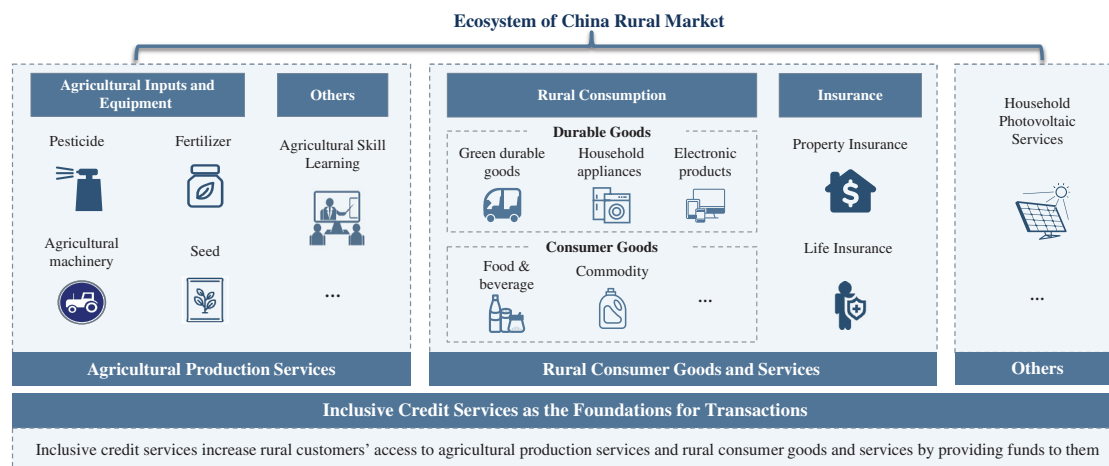 Ecosystem of China Rural Market
Agricultural Inputs and
Equipment
Others
Pesticide
Fertilizer
Agricultural Skill
Learning
Agricultural
machinery
Seed
...
Agricultural Production Services
Rural Consumption
Insurance
Durable Goods
Green durable
goods
Household
appliances
Electronic
products
Consumer Goods
Food &
beverage
Commodity
...
Property Insurance
Life Insurance
Rural Consumer Goods and Services
Household
Photovoltaic
Services
...
Others
Inclusive Credit Services as the Foundations for Transactions
Inclusive credit services increase rural customers’ access to agricultural production services and rural consumer goods and services by providing funds to them